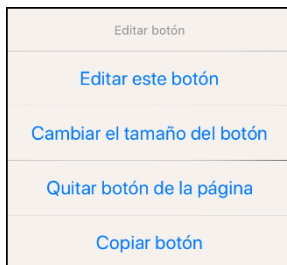 Editar botón
Editar este botón
Cambiar el tamaño del botón
Quitar botón de la página
Copiar botón